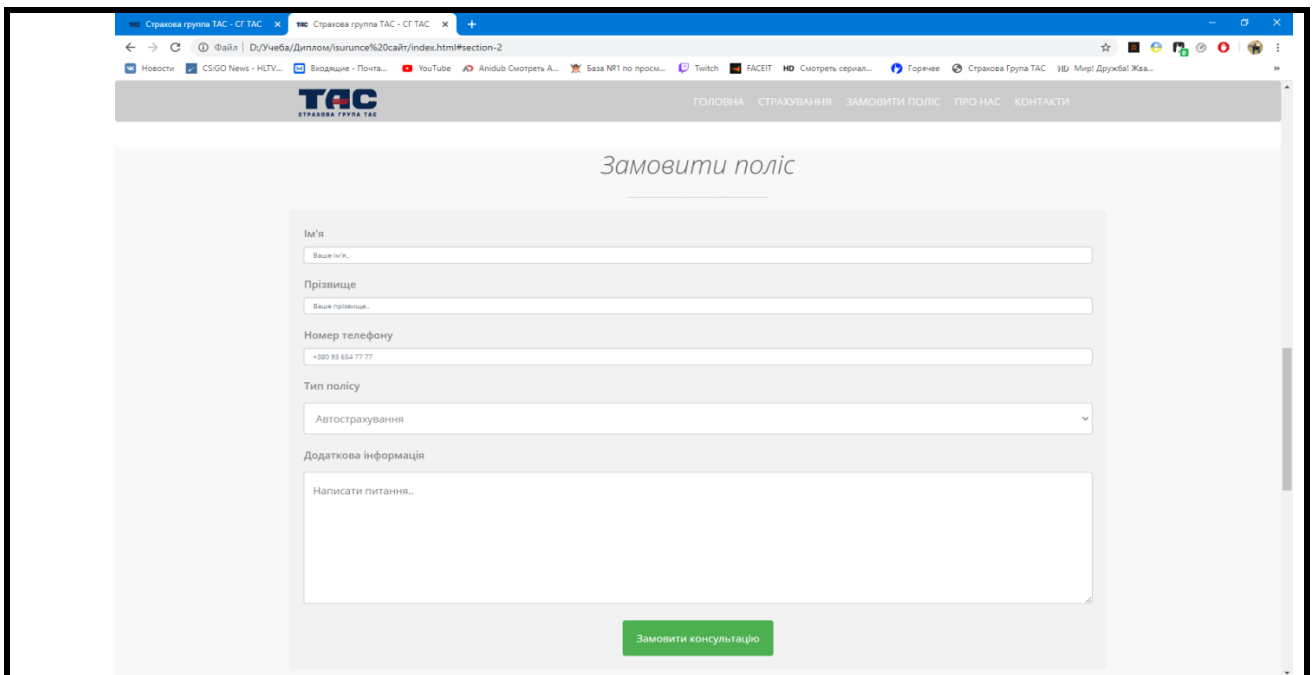 Страхова группа ТАС - СГ ТАС Страхова группа ТАС - СГ ТАС
Файл D:/Учеба/Диплом/isurunce%20сайт/index.html#section-2
Новости CS:GO News - HLTV... Входящие - Почта... YouTube Anidub Смотреть А... База №1 по просм... Twitch FACEIT HD Смотреть сериал... Горячее Страхова Група ТАС HD Мир! Дружба! Жва...
ТАС
СТРАХОВА ГРУПА ТАС
ГОЛОВНА СТРАХУВАННЯ ЗАМОВИТИ ПОЛІС ПРО НАС КОНТАКТИ
Замовити поліс
Ім'я
Ваше ім'я..
Прізвище
Ваше прізвище..
Номер телефону
+380 93 654 77 77
Тип полісу
Автострахування
Додаткова інформація
Написати питання..
Замовити консультацію